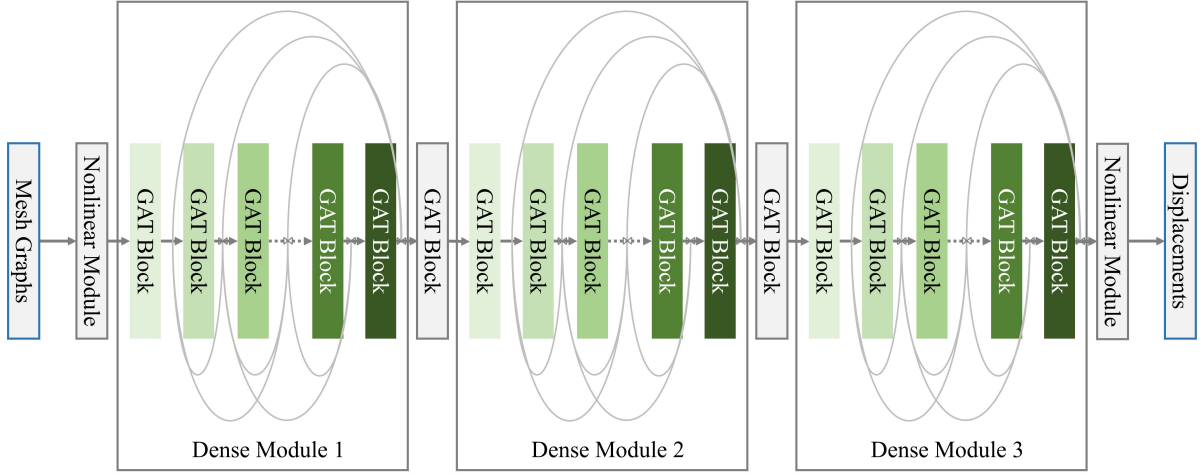 Mesh Graphs
Nonlinear Module
GAT Block
GAT Block
GAT Block
GAT Block
GAT Block
Dense Module 1
GAT Block
GAT Block
GAT Block
GAT Block
GAT Block
GAT Block
Dense Module 2
GAT Block
GAT Block
GAT Block
GAT Block
GAT Block
GAT Block
Dense Module 3
Nonlinear Module
Displacements